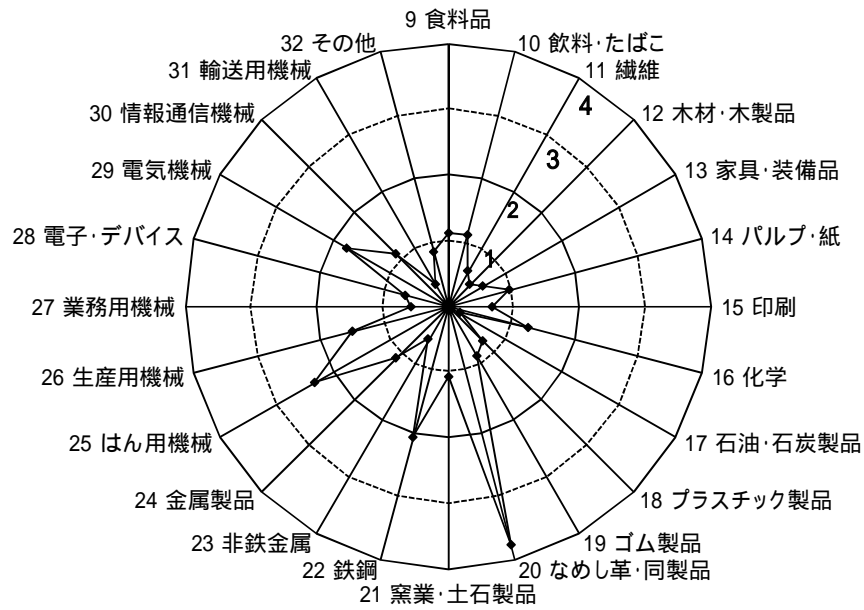 9 食料品
10 飲料・たばこ
11 繊維
12 木材・木製品
13 家具・装備品
14 パルプ・紙
15 印刷
16 化学
17 石油・石炭製品
18 プラスチック製品
19 ゴム製品
20 なめし革・同製品
21 窯業・土石製品
22 鉄鋼
23 非鉄金属
24 金属製品
25 はん用機械
26 生産用機械
27 業務用機械
28 電子・デバイス
29 電気機械
30 情報通信機械
31 輸送用機械
32 その他
4
3
2
1